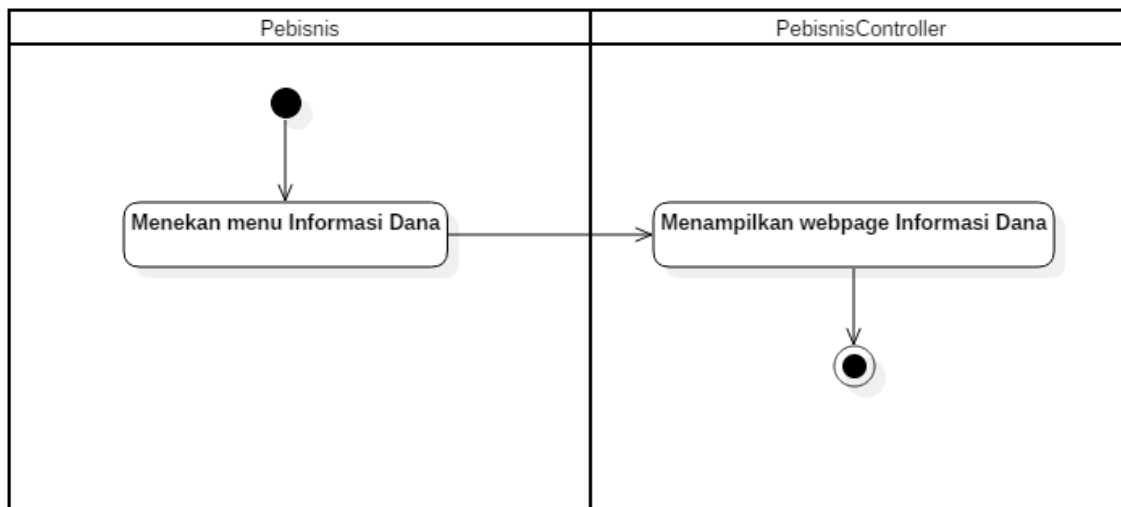 Pebisnis
PebisnisController
Menekan menu Informasi Dana
Menampilkan webpage Informasi Dana